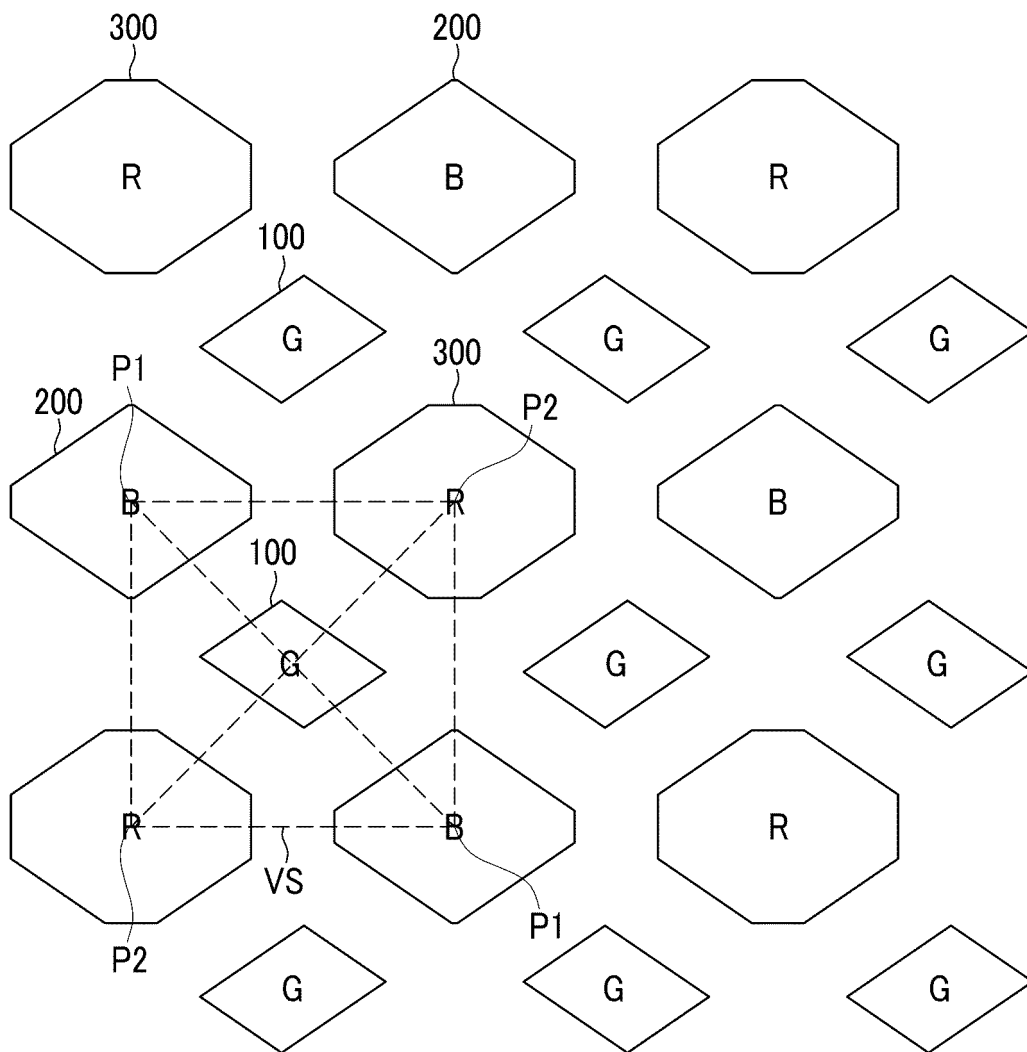 300 200
R B R
100
G G G
P1 300
200 P2
B R B
100
G G G
R B R
VS
P2 P1
G G G